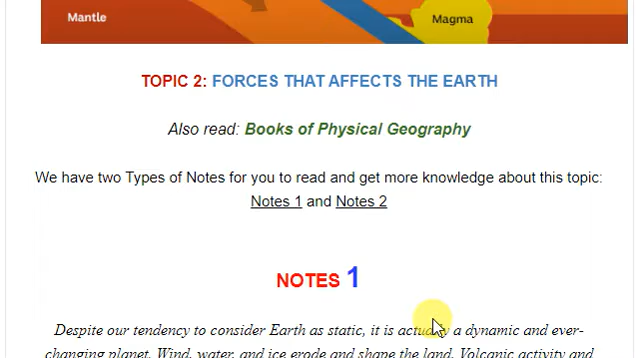 Mantle
Magma
TOPIC 2: FORCES THAT AFFECTS THE EARTH
Also read: Books of Physical Geography
We have two Types of Notes for you to read and get more knowledge about this topic:
Notes 1 and Notes 2
NOTES 1
Despite our tendency to consider Earth as static, it is actually a dynamic and ever-
changing planet. Wind, water, and ice erode and shape the land. Volcanic activity and